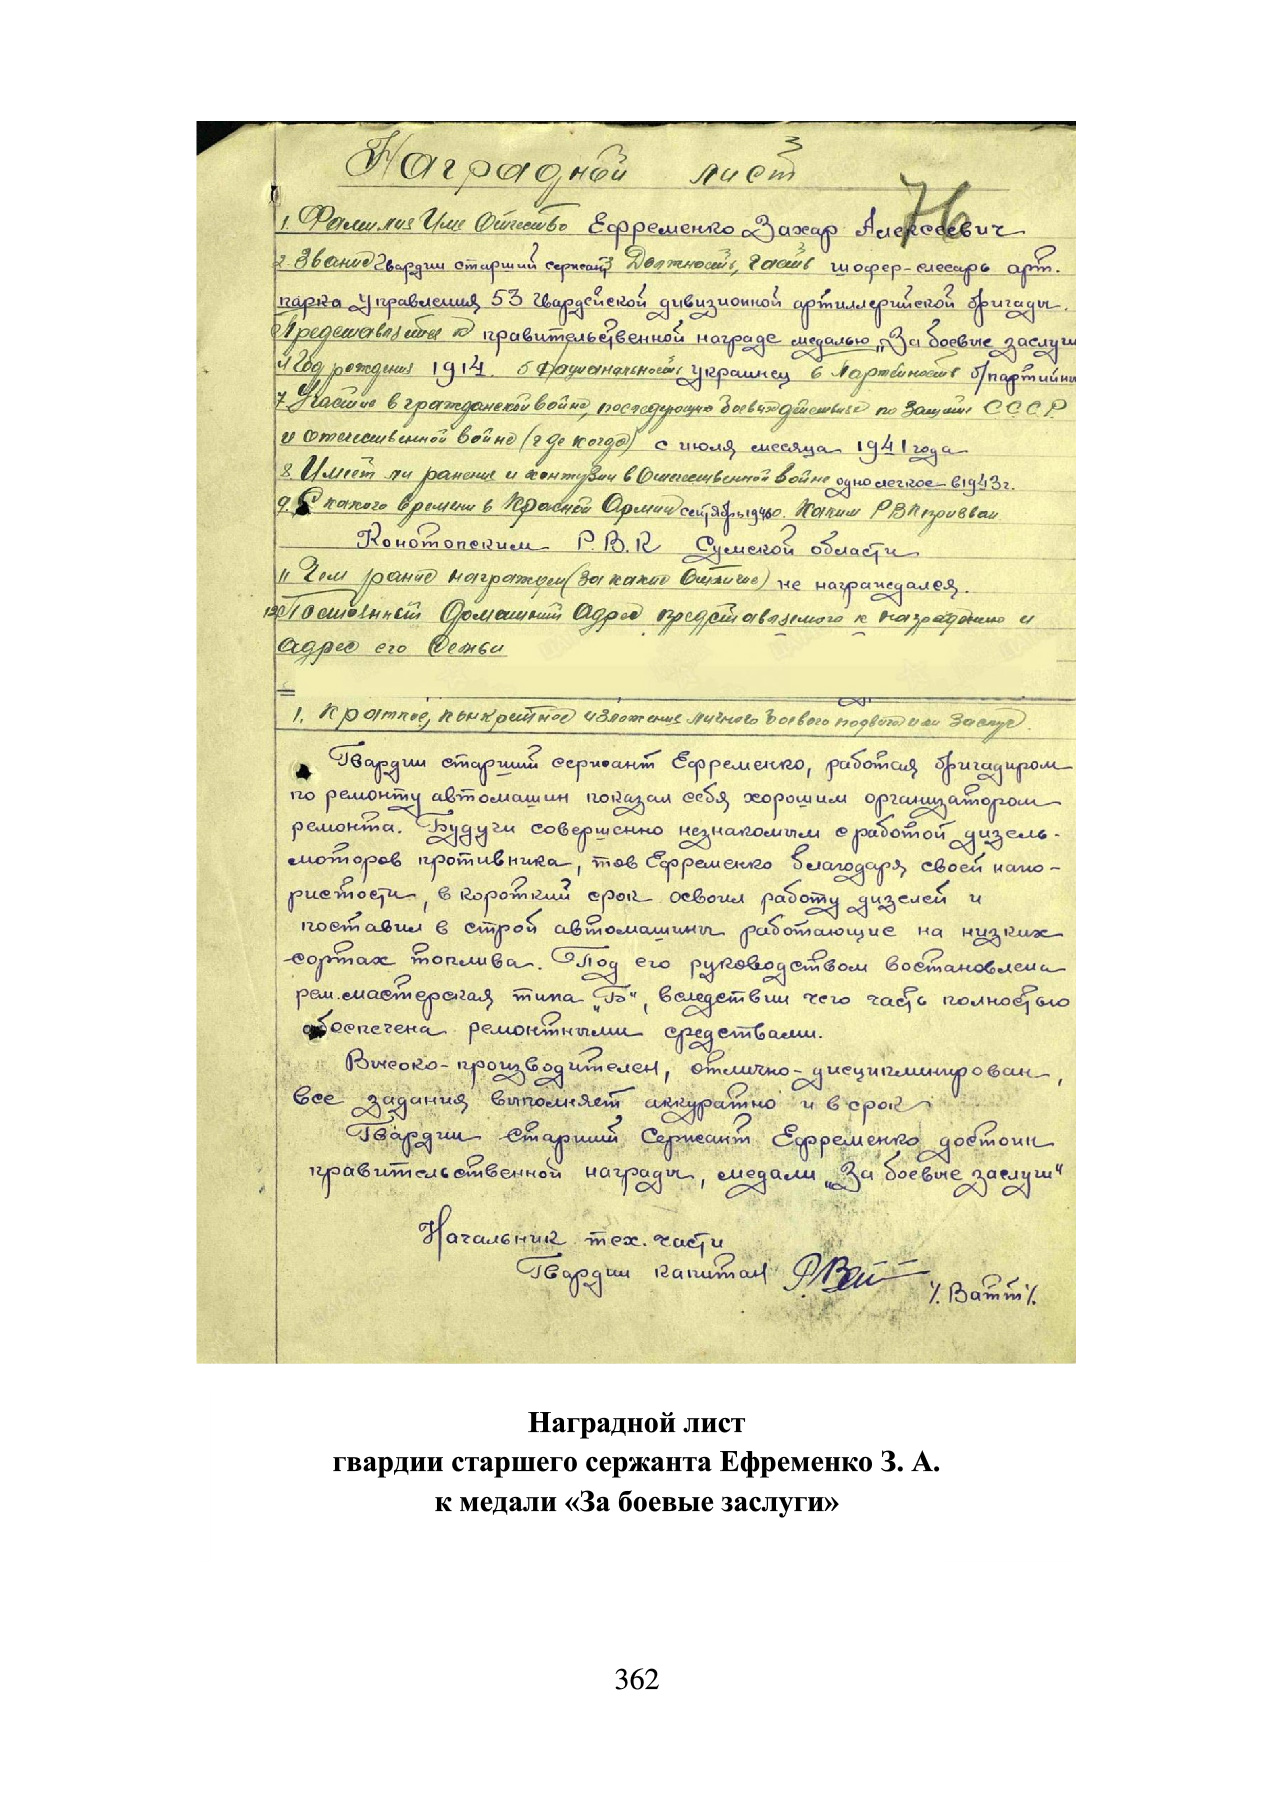 Наградной лист
76
1. Фамилия Имя Отчество Ефременко Захар Алексеевич
2. Звание Гвардии старший сержант 3 Должность, часть шофер-слесарь арт.
парка Управления 53 гвардейской дивизионной артиллерийской бригады.
Представляется к правительственной награде медалью „За боевые заслуги
4 Год рождения 1914. 5 Национальность украинец 6 Партийность б/партийны
7 Участие в гражданской войне, последующих боевых действиях по защите СССР
и отечественной войне (где когда) с июля месяца 1941 года
8. Имеет ли ранения и контузии в Отечественной войне одно легкое в 1943 г.
9. С какого времени в Красной Армии сентябрь 1940. Каким РВК призван
Конотопским Р.В.К Сумской области
11 Чем ранее награжден (за какие отличие) не награждался.
12 Постоянный домашний адрес представляемого к награждению и
адрес его семьи
1. Краткое, конкретное изложение личного боевого подвига или заслуг.
Гвардии старший сержант Ефременко, работая бригадиром
по ремонту автомашин показал себя хорошим организатором
ремонта. Будучи совершенно незнакомым с работой дизель-
моторов противника, тов Ефременко благодаря своей напо-
ристости, в короткий срок освоил работу дизелей и
поставил в строй автомашины работающие на низких
сортах топлива. Под его руководством востановлена
рем. мастерская типа „Б", вследствии чего часть полностью
обеспечена ремонтными средствами.
Высоко-производителен, отлично-дисциплинирован,
все задания выполняет аккуратно и в срок
Гвардии старший сержант Ефременко достоин
правительственной награды, медали „За боевые заслуги"
Начальник тех. части
Гвардии капитан
/. Ватт /.
Наградной лист
гвардии старшего сержанта Ефременко З. А.
к медали «За боевые заслуги»
362